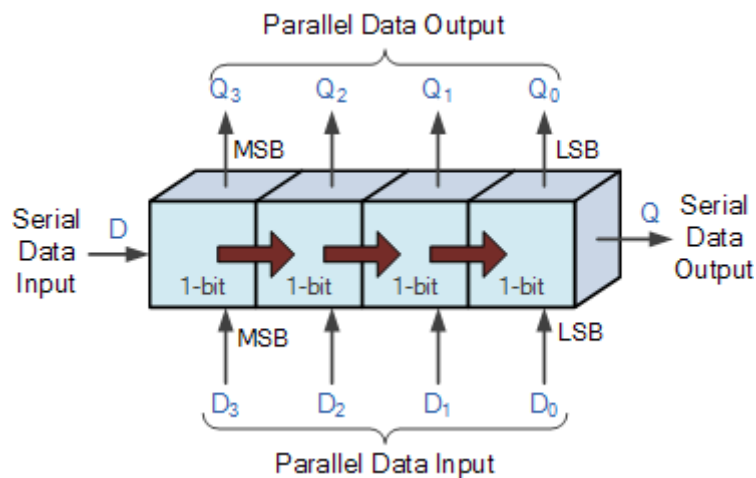 Parallel Data Output
Q₃ Q₂ Q₁ Q₀
MSB LSB
Serial
Data
Input
D
Q
Serial
Data
Output
1-bit 1-bit 1-bit 1-bit
MSB LSB
D₃ D₂ D₁ D₀
Parallel Data Input